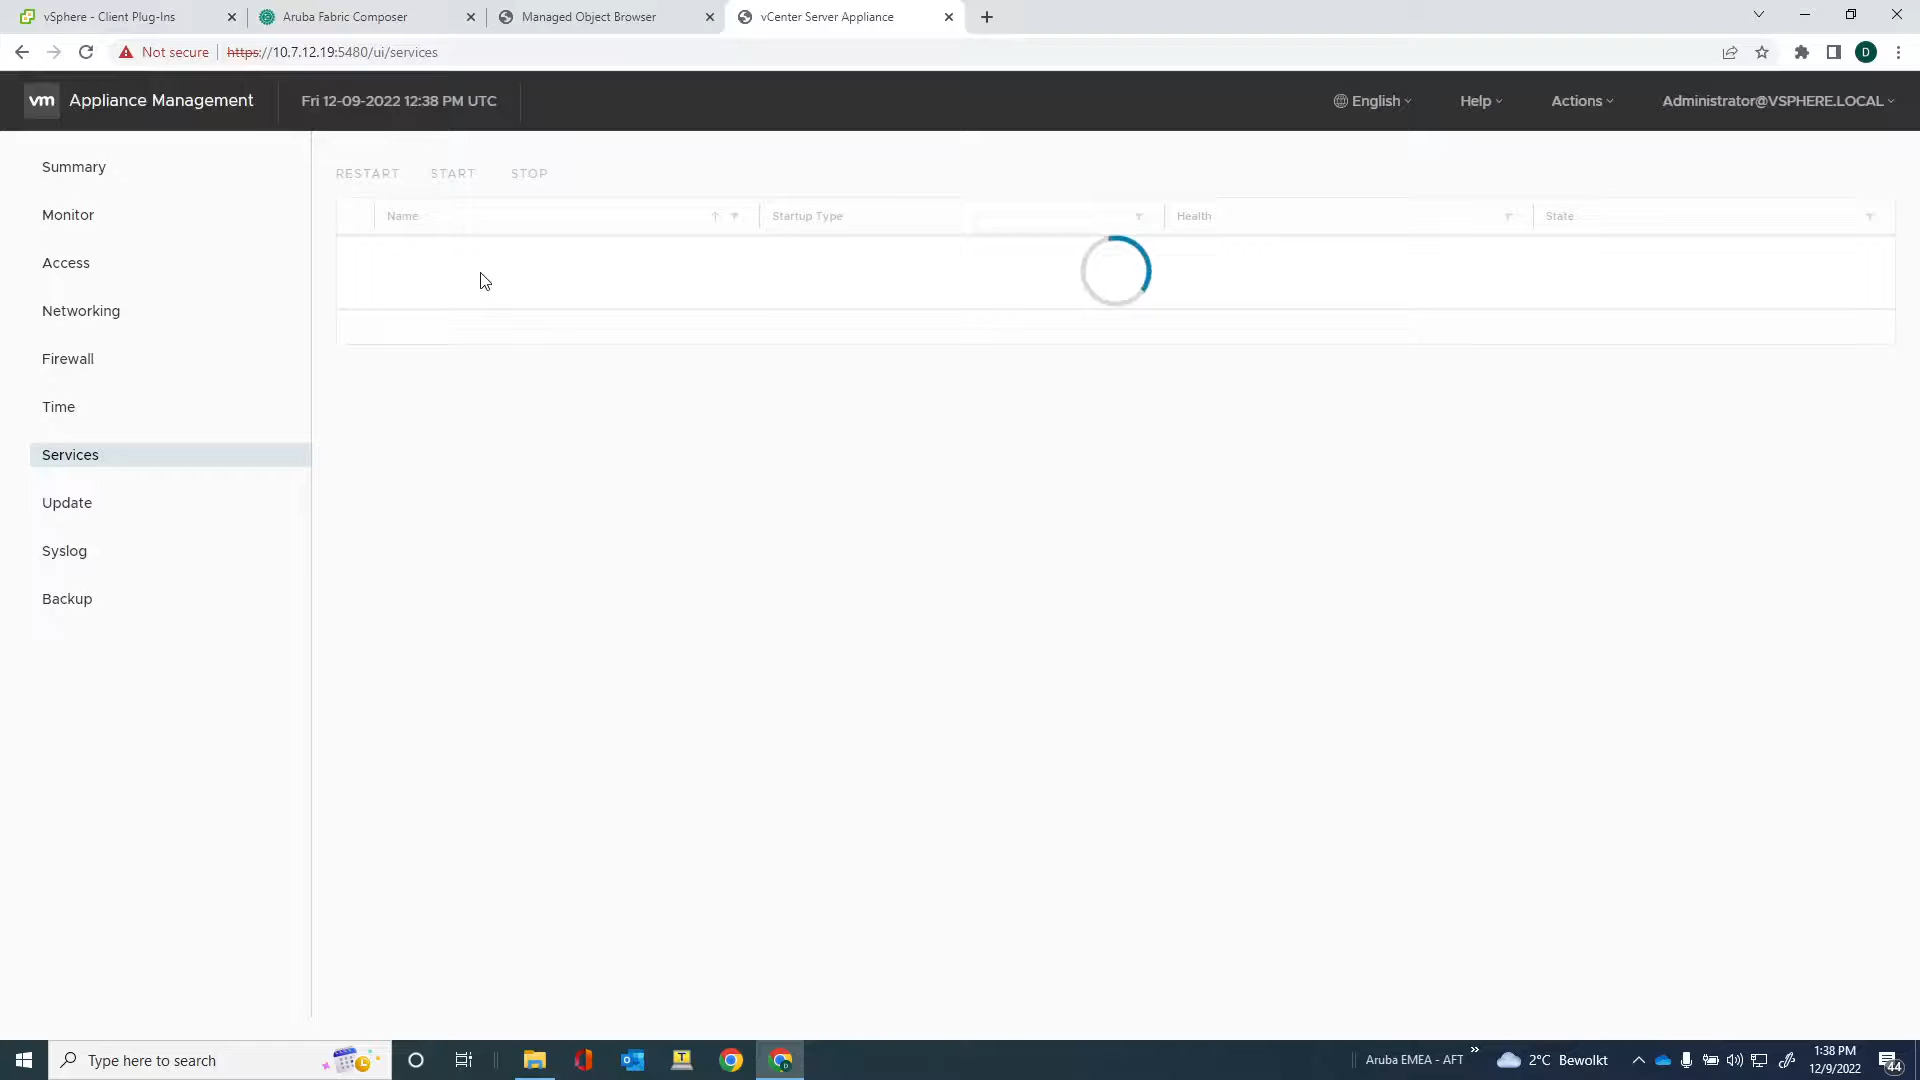 vSphere - Client Plug-Ins
Aruba Fabric Composer
Managed Object Browser
vCenter Server Appliance
Not secure
https://10.7.12.19:5480/ui/services
D
vm
Appliance Management
Fri 12-09-2022 12:38 PM UTC
English
Help
Actions
Administrator@VSPHERE.LOCAL
Summary
Monitor
Access
Networking
Firewall
Time
Services
Update
Syslog
Backup
RESTART
START
STOP
Name
Startup Type
Health
State
Type here to search
T
D
Aruba EMEA - AFT
2°C Bewolkt
1:38 PM
12/9/2022
44